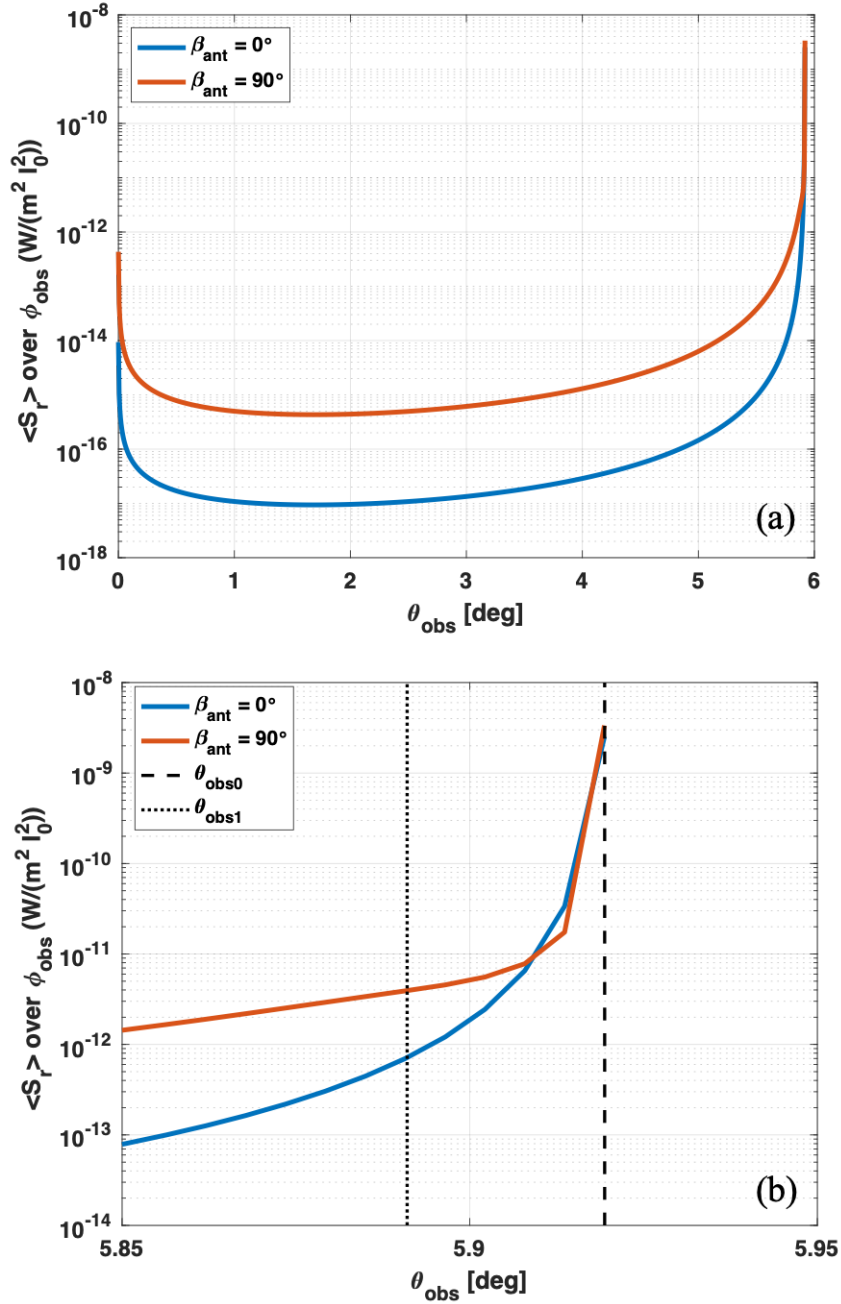 10^-8
10^-10
10^-12
10^-14
10^-16
10^-18
<S_r> over ϕ_obs (W/(m^2 I_0^2))
β_ant = 0°
β_ant = 90°
(a)
0 1 2 3 4 5 6
θ_obs [deg]
10^-8
10^-9
10^-10
10^-11
10^-12
10^-13
10^-14
<S_r> over ϕ_obs (W/(m^2 I_0^2))
β_ant = 0°
β_ant = 90°
θ_obs0
θ_obs1
(b)
5.85 5.9 5.95
θ_obs [deg]